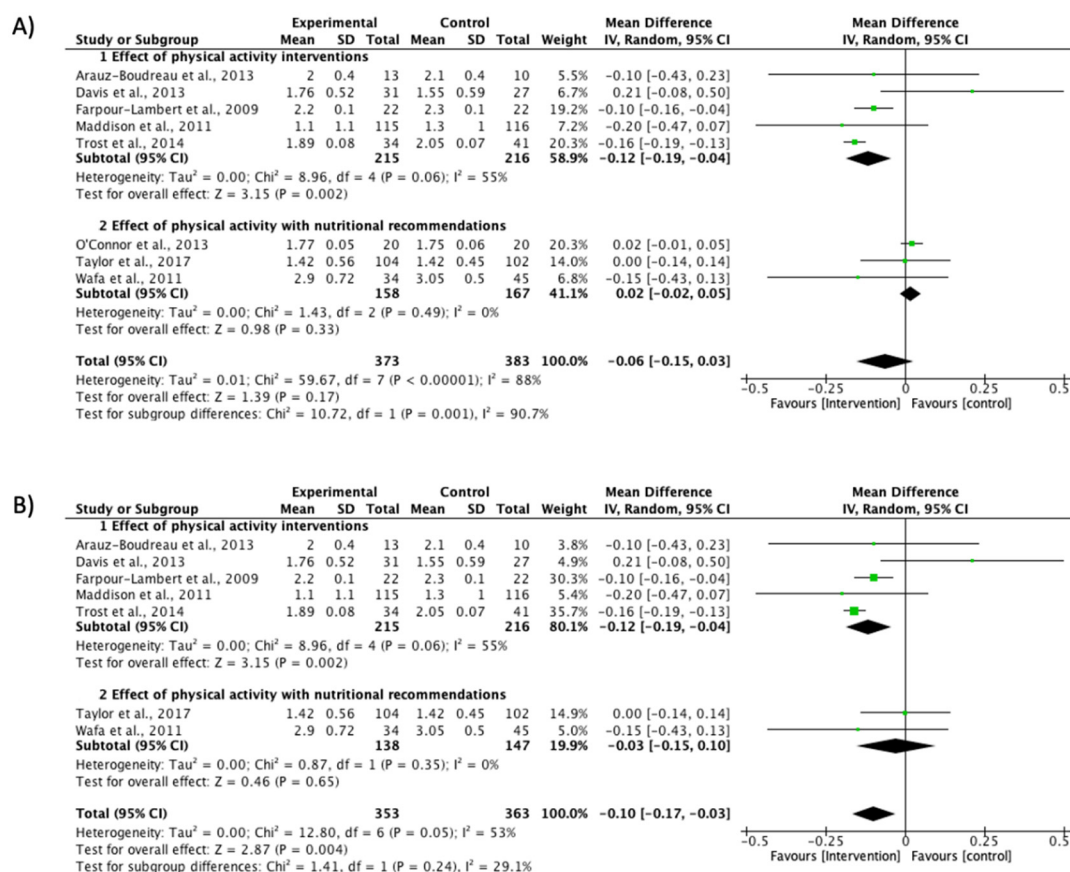 A)
Experimental Control Mean Difference Mean Difference
Study or Subgroup Mean SD Total Mean SD Total Weight IV, Random, 95% CI IV, Random, 95% CI
1 Effect of physical activity interventions
Arauz-Boudreau et al., 2013 2 0.4 13 2.1 0.4 10 5.5% -0.10 [-0.43, 0.23]
Davis et al., 2013 1.76 0.52 31 1.55 0.59 27 6.7% 0.21 [-0.08, 0.50]
Farpour-Lambert et al., 2009 2.2 0.1 22 2.3 0.1 22 19.2% -0.10 [-0.16, -0.04]
Maddison et al., 2011 1.1 1.1 115 1.3 1 116 7.2% -0.20 [-0.47, 0.07]
Trost et al., 2014 1.89 0.08 34 2.05 0.07 41 20.3% -0.16 [-0.19, -0.13]
Subtotal (95% CI) 215 216 58.9% -0.12 [-0.19, -0.04]
Heterogeneity: Tau² = 0.00; Chi² = 8.96, df = 4 (P = 0.06); I² = 55%
Test for overall effect: Z = 3.15 (P = 0.002)
2 Effect of physical activity with nutritional recommendations
O'Connor et al., 2013 1.77 0.05 20 1.75 0.06 20 20.3% 0.02 [-0.01, 0.05]
Taylor et al., 2017 1.42 0.56 104 1.42 0.45 102 14.0% 0.00 [-0.14, 0.14]
Wafa et al., 2011 2.9 0.72 34 3.05 0.5 45 6.8% -0.15 [-0.43, 0.13]
Subtotal (95% CI) 158 167 41.1% 0.02 [-0.02, 0.05]
Heterogeneity: Tau² = 0.00; Chi² = 1.43, df = 2 (P = 0.49); I² = 0%
Test for overall effect: Z = 0.98 (P = 0.33)
Total (95% CI) 373 383 100.0% -0.06 [-0.15, 0.03]
Heterogeneity: Tau² = 0.01; Chi² = 59.67, df = 7 (P < 0.00001); I² = 88%
Test for overall effect: Z = 1.39 (P = 0.17)
Test for subgroup differences: Chi² = 10.72, df = 1 (P = 0.001), I² = 90.7%
-0.5 -0.25 0 0.25 0.5
Favours [Intervention] Favours [control]
B)
Experimental Control Mean Difference Mean Difference
Study or Subgroup Mean SD Total Mean SD Total Weight IV, Random, 95% CI IV, Random, 95% CI
1 Effect of physical activity interventions
Arauz-Boudreau et al., 2013 2 0.4 13 2.1 0.4 10 3.8% -0.10 [-0.43, 0.23]
Davis et al., 2013 1.76 0.52 31 1.55 0.59 27 4.9% 0.21 [-0.08, 0.50]
Farpour-Lambert et al., 2009 2.2 0.1 22 2.3 0.1 22 30.3% -0.10 [-0.16, -0.04]
Maddison et al., 2011 1.1 1.1 115 1.3 1 116 5.4% -0.20 [-0.47, 0.07]
Trost et al., 2014 1.89 0.08 34 2.05 0.07 41 35.7% -0.16 [-0.19, -0.13]
Subtotal (95% CI) 215 216 80.1% -0.12 [-0.19, -0.04]
Heterogeneity: Tau² = 0.00; Chi² = 8.96, df = 4 (P = 0.06); I² = 55%
Test for overall effect: Z = 3.15 (P = 0.002)
2 Effect of physical activity with nutritional recommendations
Taylor et al., 2017 1.42 0.56 104 1.42 0.45 102 14.9% 0.00 [-0.14, 0.14]
Wafa et al., 2011 2.9 0.72 34 3.05 0.5 45 5.0% -0.15 [-0.43, 0.13]
Subtotal (95% CI) 138 147 19.9% -0.03 [-0.15, 0.10]
Heterogeneity: Tau² = 0.00; Chi² = 0.87, df = 1 (P = 0.35); I² = 0%
Test for overall effect: Z = 0.46 (P = 0.65)
Total (95% CI) 353 363 100.0% -0.10 [-0.17, -0.03]
Heterogeneity: Tau² = 0.00; Chi² = 12.80, df = 6 (P = 0.05); I² = 53%
Test for overall effect: Z = 2.87 (P = 0.004)
Test for subgroup differences: Chi² = 1.41, df = 1 (P = 0.24), I² = 29.1%
-0.5 -0.25 0 0.25 0.5
Favours [Intervention] Favours [control]